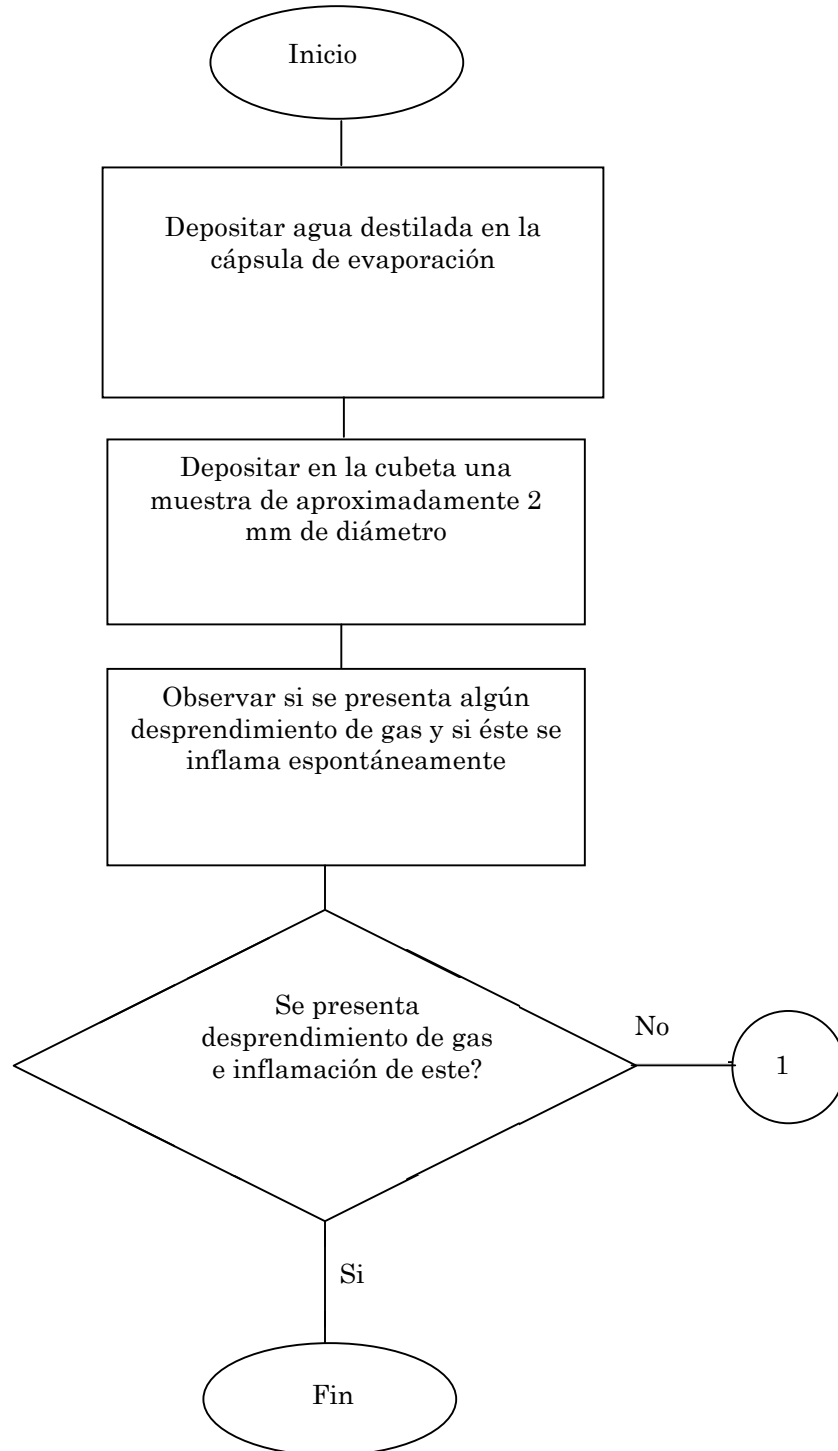 Inicio
Depositar agua destilada en la
cápsula de evaporación
Depositar en la cubeta una
muestra de aproximadamente 2
mm de diámetro
Observar si se presenta algún
desprendimiento de gas y si éste se
inflama espontáneamente
Se presenta
desprendimiento de gas
e inflamación de este?
No
1
Si
Fin